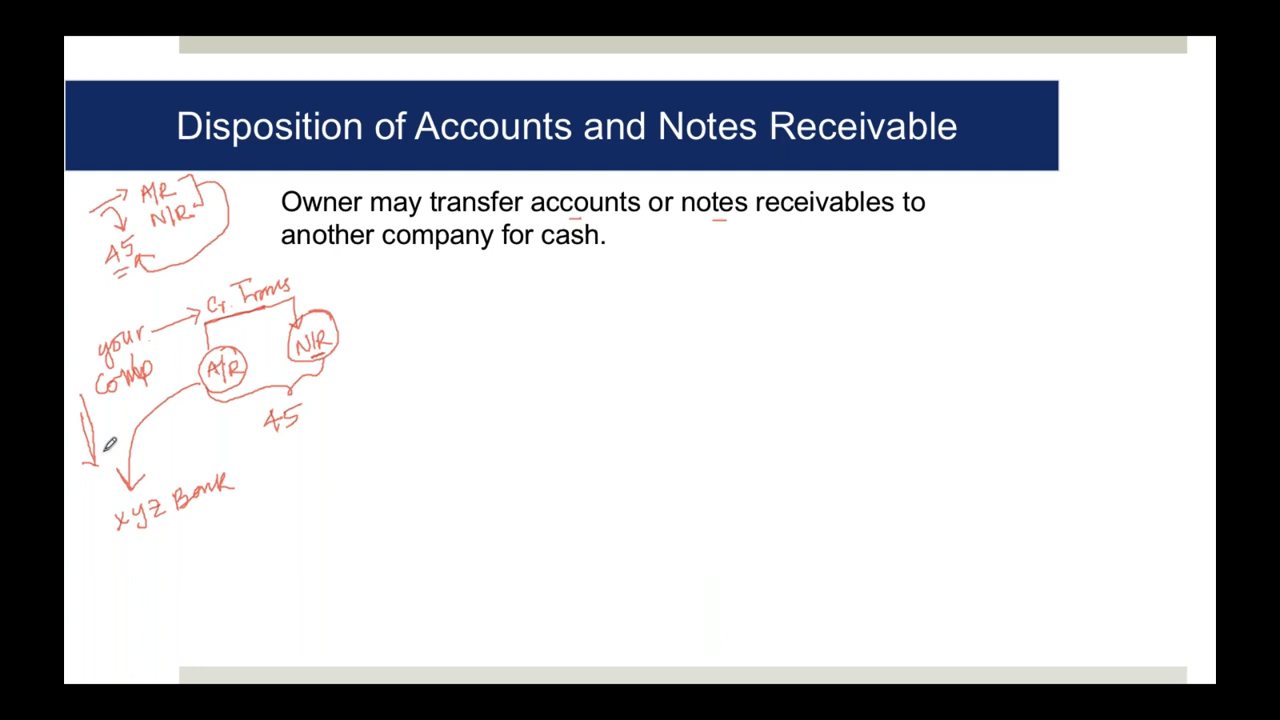 Disposition of Accounts and Notes Receivable
Owner may transfer accounts or notes receivables to
another company for cash.
A/R
N/R
45
Cr. Trans
your
Comp
A/R
N/R
45
xyz Bank